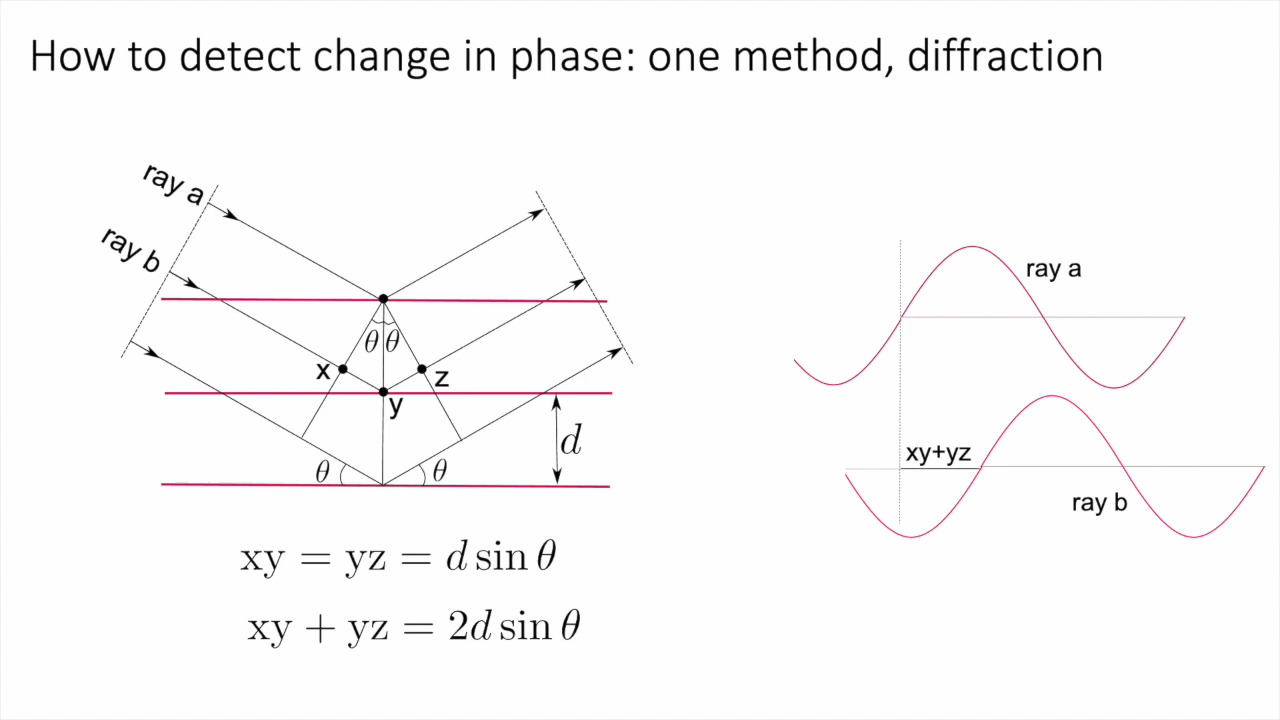 How to detect change in phase: one method, diffraction
ray a
ray b
θ θ
x
z
y
d
θ
θ
xy = yz = d sin θ
xy + yz = 2d sin θ
ray a
xy+yz
ray b